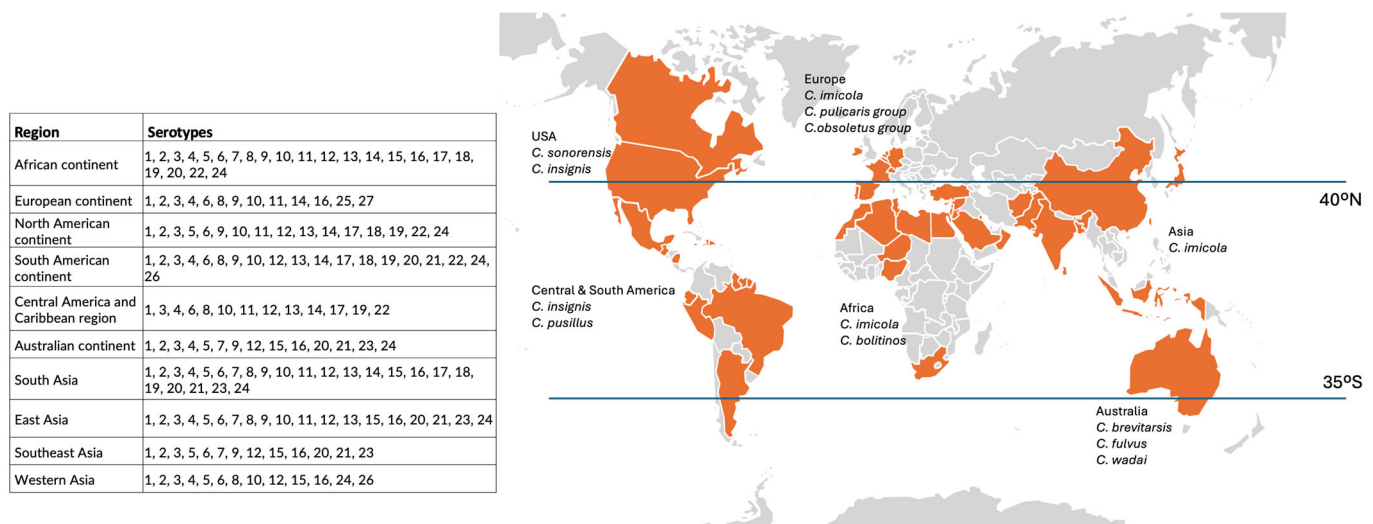 Region Serotypes
African continent 1, 2, 3, 4, 5, 6, 7, 8, 9, 10, 11, 12, 13, 14, 15, 16, 17, 18,
19, 20, 22, 24
European continent 1, 2, 3, 4, 6, 8, 9, 10, 11, 14, 16, 25, 27
North American
continent 1, 2, 3, 5, 6, 9, 10, 11, 12, 13, 14, 17, 18, 19, 22, 24
South American
continent 1, 2, 3, 4, 6, 8, 9, 10, 12, 13, 14, 17, 18, 19, 20, 21, 22, 24,
26
Central America and
Caribbean region 1, 3, 4, 6, 8, 10, 11, 12, 13, 14, 17, 19, 22
Australian continent 1, 2, 3, 4, 5, 7, 9, 12, 15, 16, 20, 21, 23, 24
South Asia 1, 2, 3, 4, 5, 6, 7, 8, 9, 10, 11, 12, 13, 14, 15, 16, 17, 18,
19, 20, 21, 23, 24
East Asia 1, 2, 3, 4, 5, 6, 7, 8, 9, 10, 11, 12, 13, 15, 16, 20, 21, 23, 24
Southeast Asia 1, 2, 3, 5, 6, 7, 9, 12, 15, 16, 20, 21, 23
Western Asia 1, 2, 3, 4, 5, 6, 8, 10, 12, 15, 16, 24, 26
Europe
C. imicola
C. pulicaris group
C.obsoletus group
USA
C. sonorensis
C. insignis
40ºN
Asia
C. imicola
Central & South America
C. insignis
C. pusillus
Africa
C. imicola
C. bolitinos
35ºS
Australia
C. brevitarsis
C. fulvus
C. wadai